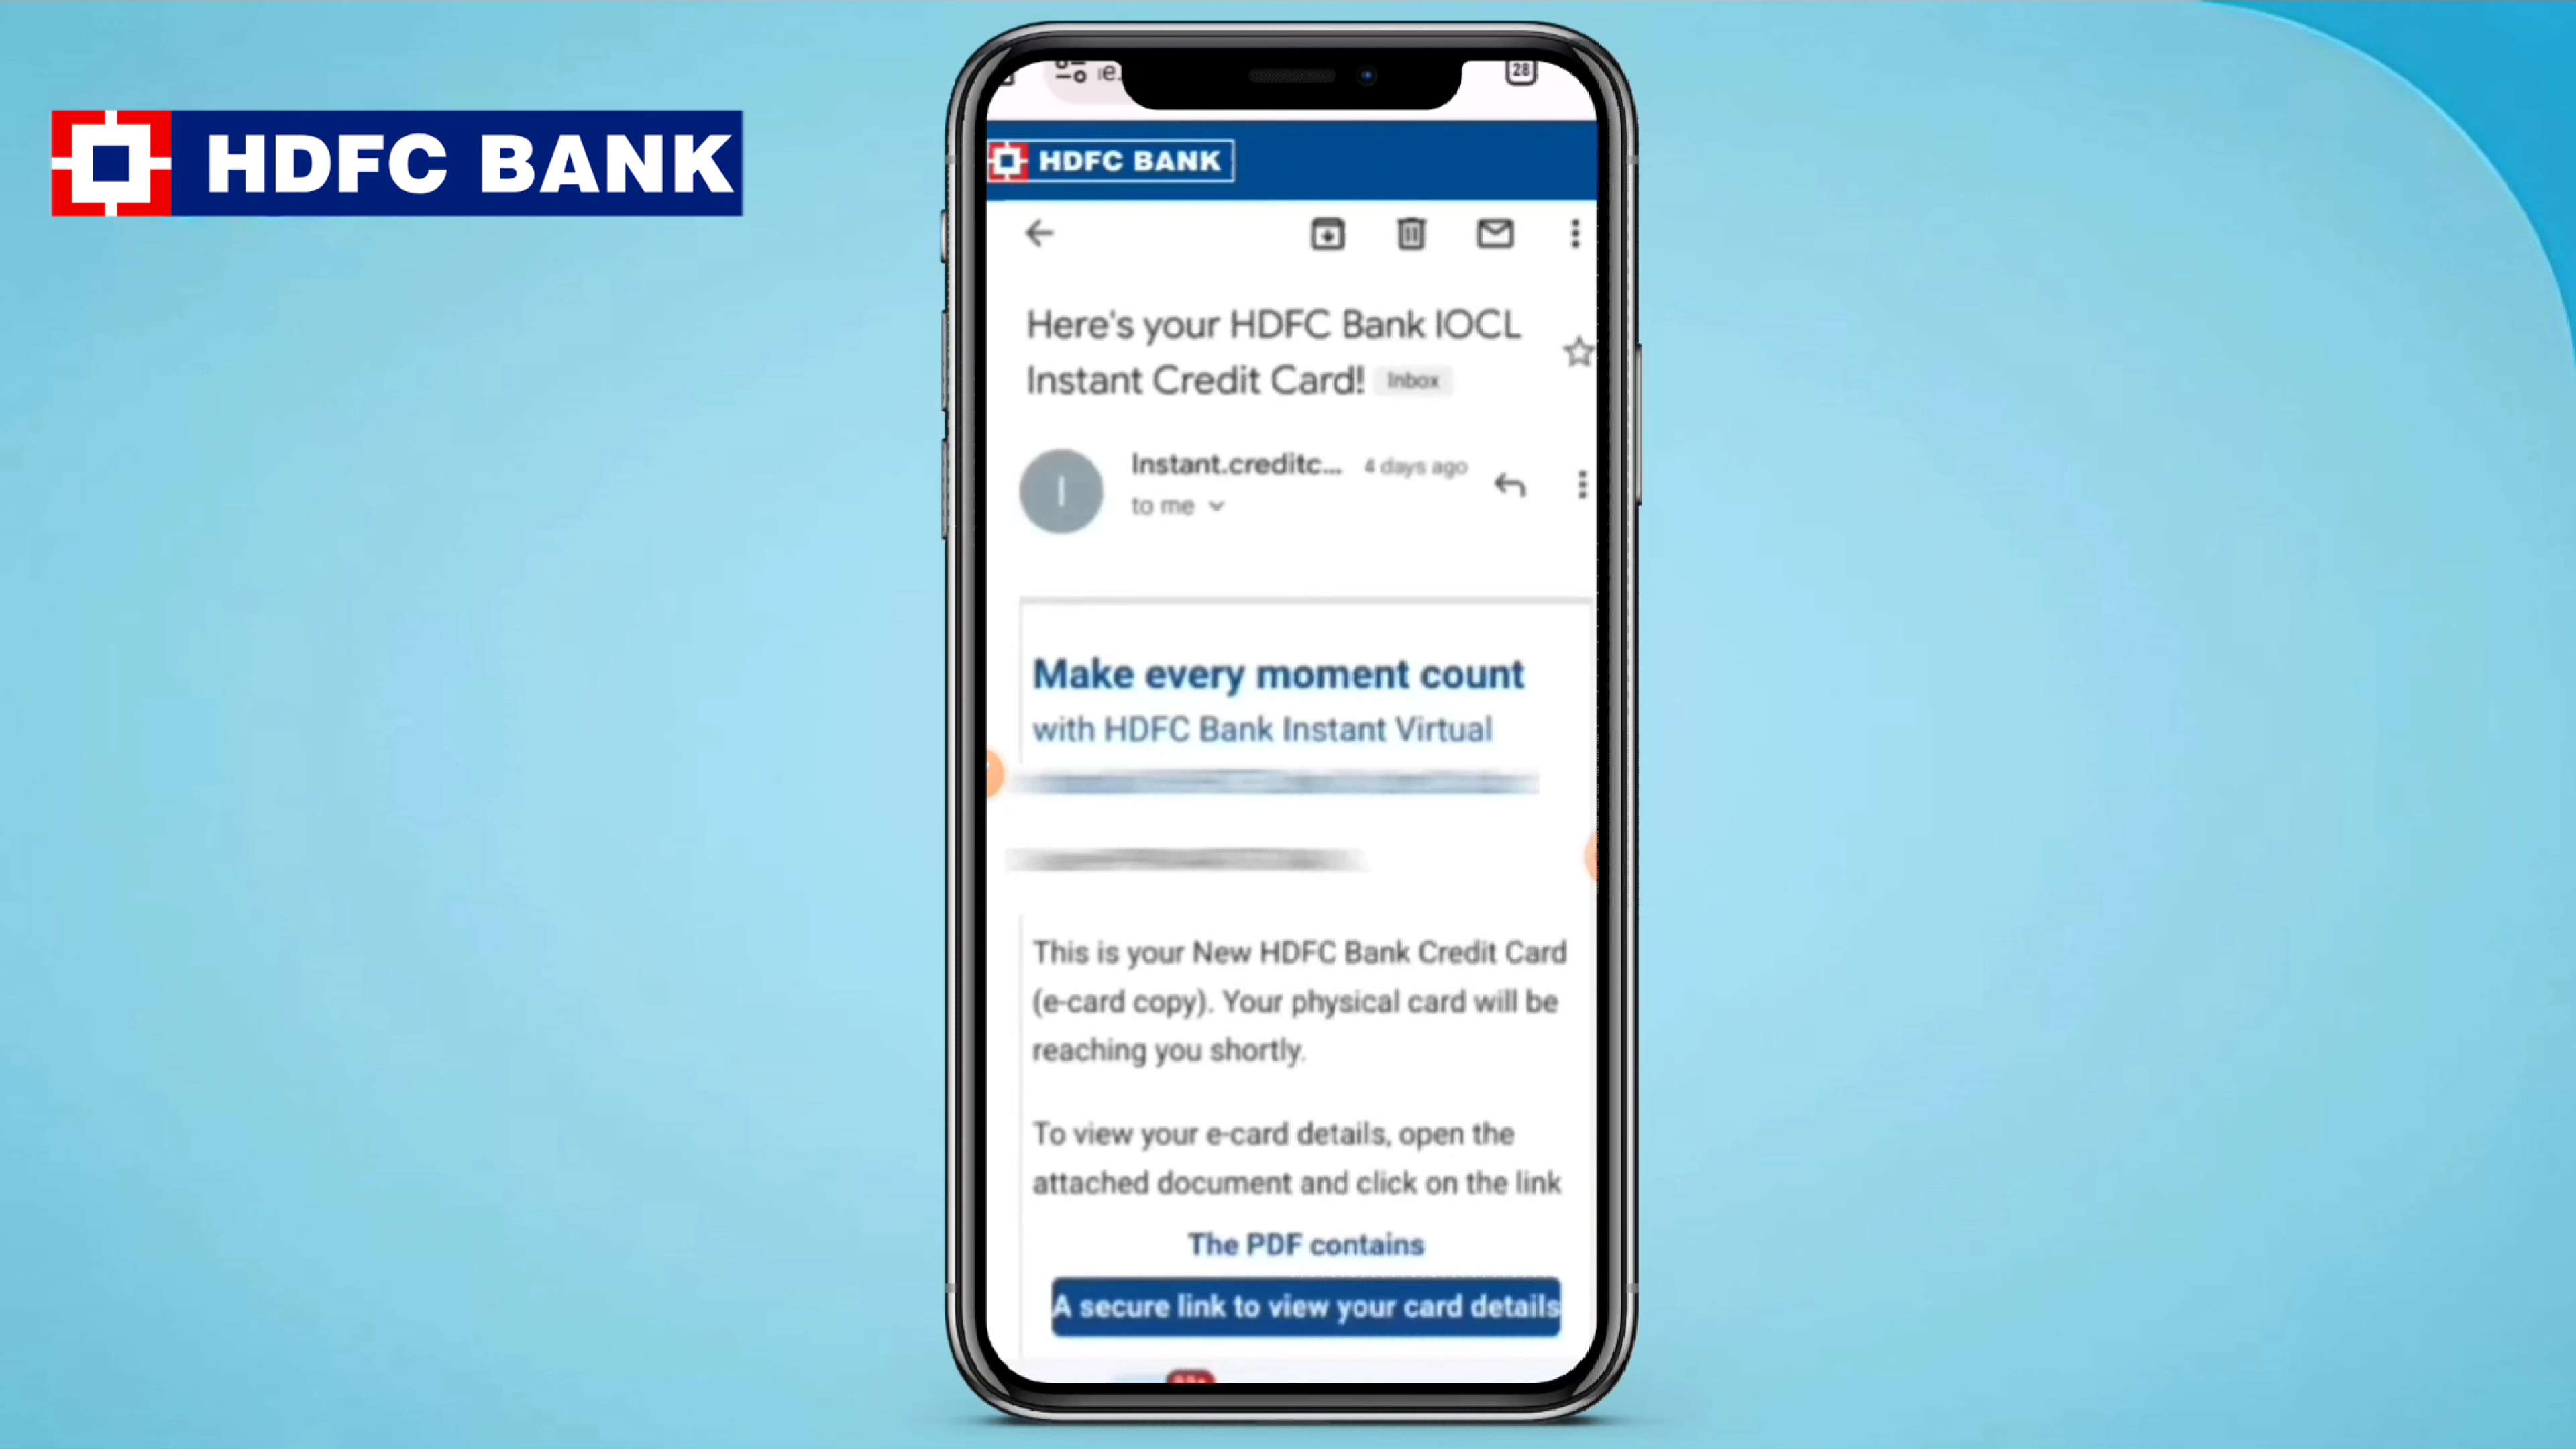 HDFC BANK
28
HDFC BANK
Here's your HDFC Bank IOCL
Instant Credit Card! Inbox
I
Instant.creditc... 4 days ago
to me
Make every moment count
with HDFC Bank Instant Virtual
This is your New HDFC Bank Credit Card
(e-card copy). Your physical card will be
reaching you shortly.
To view your e-card details, open the
attached document and click on the link
The PDF contains
A secure link to view your card details